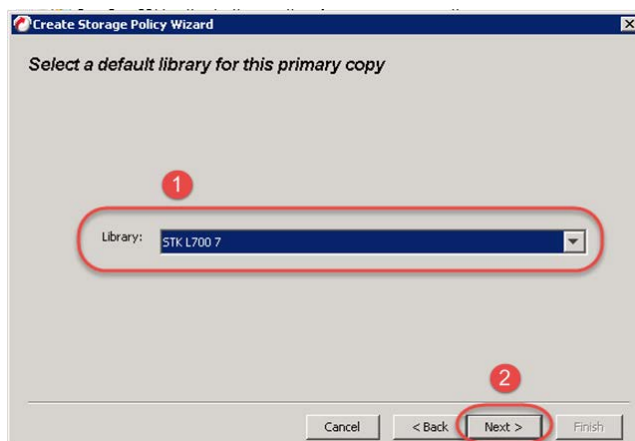 Create Storage Policy Wizard
Select a default library for this primary copy
1
Library: STK L700 7
2
Cancel < Back Next > Finish